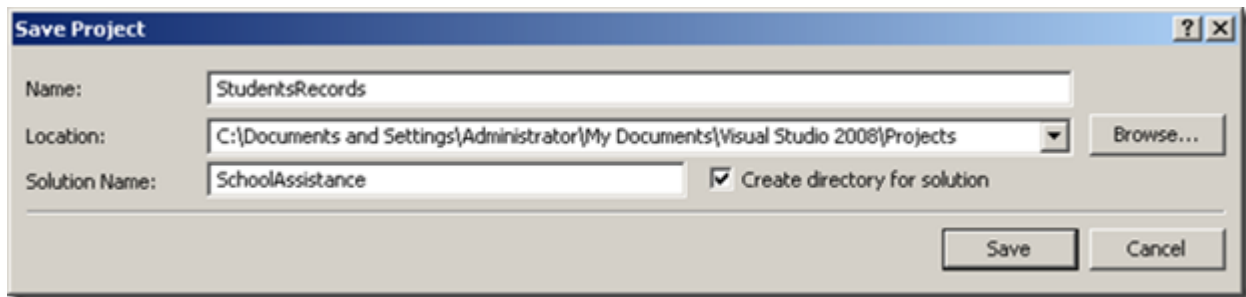 Save Project
Name: StudentsRecords
Location: C:\Documents and Settings\Administrator\My Documents\Visual Studio 2008\Projects Browse...
Solution Name: SchoolAssistance Create directory for solution
Save Cancel